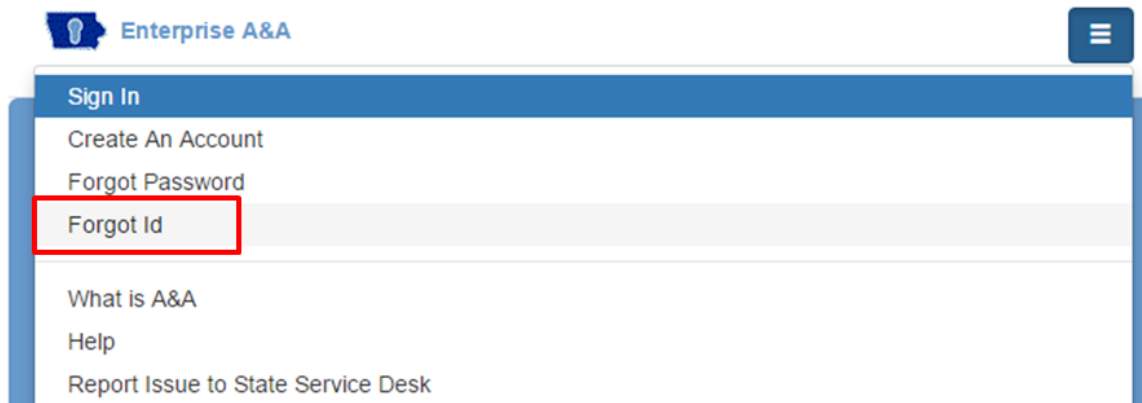 Enterprise A&A
Sign In
Create An Account
Forgot Password
Forgot Id
What is A&A
Help
Report Issue to State Service Desk